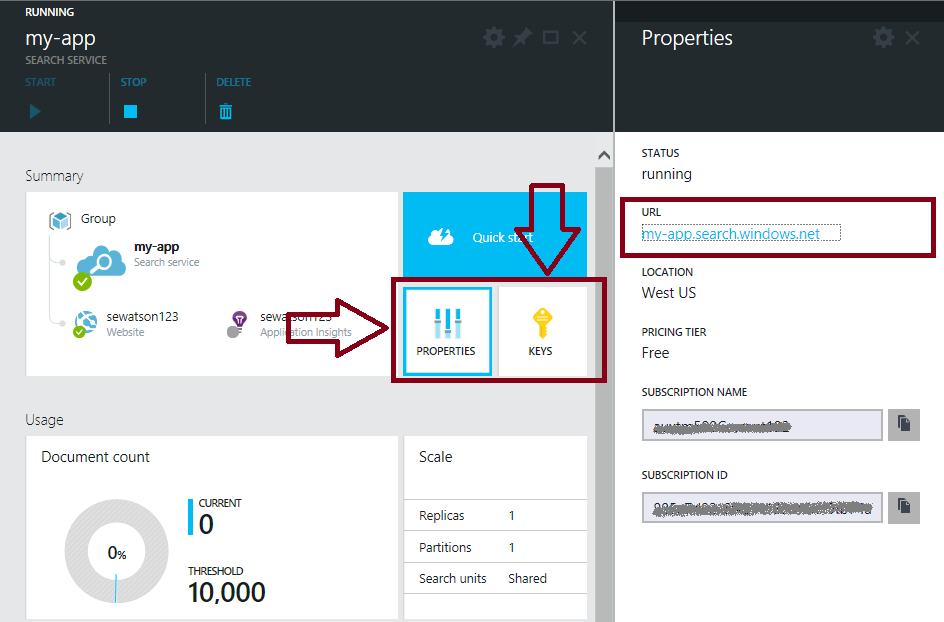 RUNNING
my-app
SEARCH SERVICE
START
STOP
DELETE
Summary
Group
my-app
Search service
sewatson123
Website
sewatson123
Application Insights
Quick start
PROPERTIES
KEYS
Usage
Document count
0%
CURRENT
0
THRESHOLD
10,000
Scale
Replicas 1
Partitions 1
Search units Shared
Properties
STATUS
running
URL
my-app.search.windows.net
LOCATION
West US
PRICING TIER
Free
SUBSCRIPTION NAME
SUBSCRIPTION ID